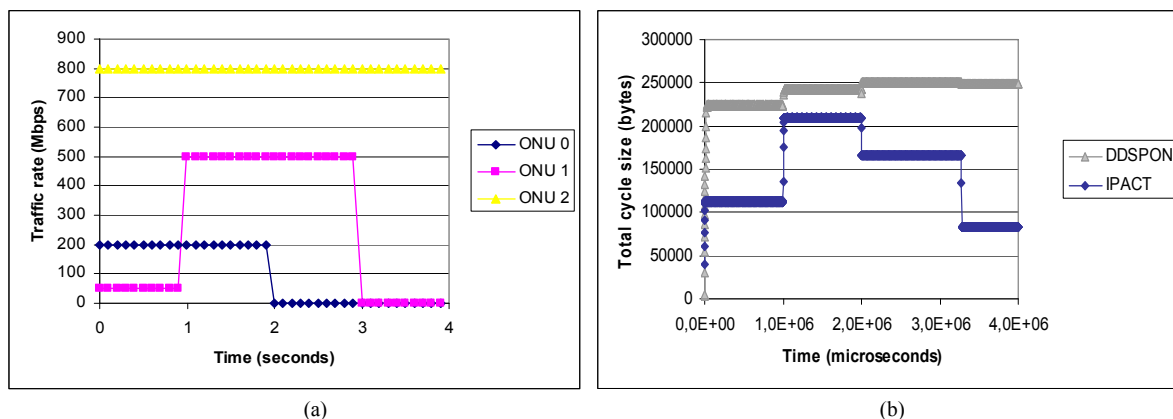 900
800
700
600
500
400
300
200
100
0
Traffic rate (Mbps)
0 1 2 3 4
Time (seconds)
ONU 0
ONU 1
ONU 2
(a)
300000
250000
200000
150000
100000
50000
0
Total cycle size (bytes)
0,0E+00 1,0E+06 2,0E+06 3,0E+06 4,0E+06
Time (microseconds)
DDSPON
IPACT
(b)